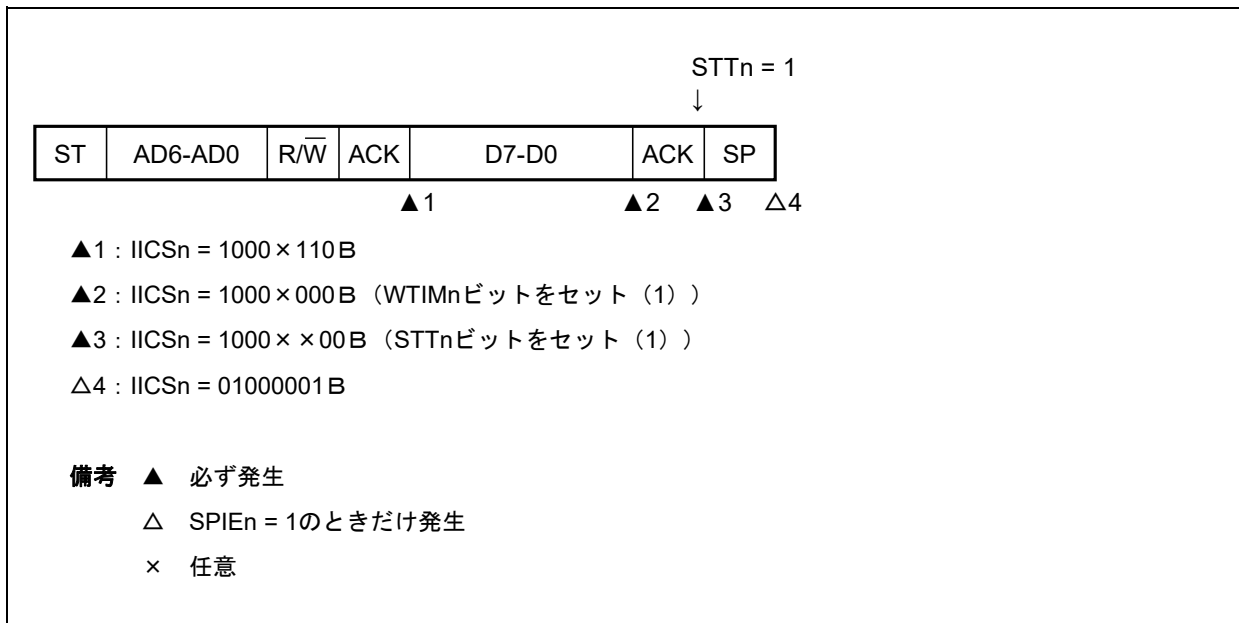 STTn = 1
↓
ST AD6-AD0 R/W̅ ACK D7-D0 ACK SP
▲1 ▲2 ▲3 △4
▲1：IICSn = 1000×110B
▲2：IICSn = 1000×000B（WTIMnビットをセット（1））
▲3：IICSn = 1000××00B（STTnビットをセット（1））
△4：IICSn = 01000001B
備考 ▲ 必ず発生
△ SPIEn = 1のときだけ発生
× 任意